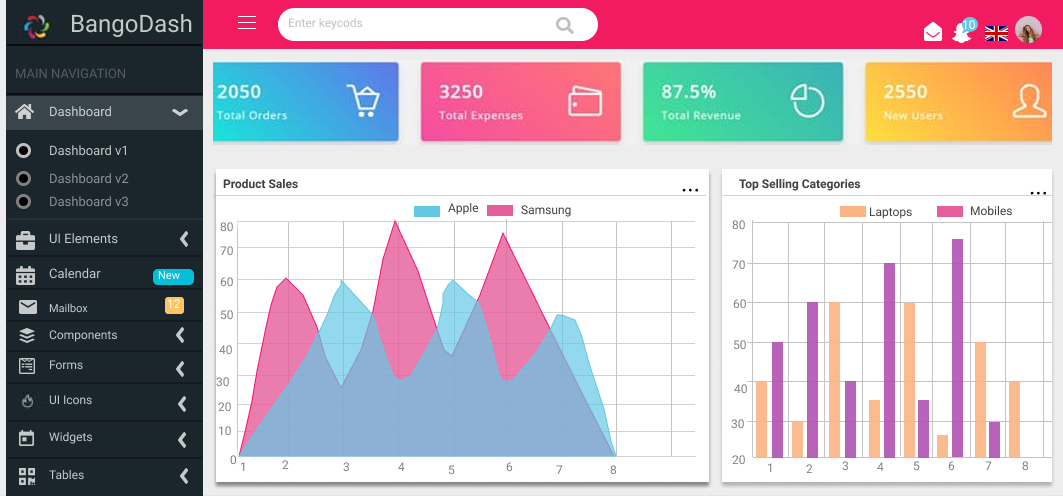 BangoDash
Enter keycods
10
MAIN NAVIGATION
Dashboard
Dashboard v1
Dashboard v2
Dashboard v3
UI Elements
Calendar
New
Mailbox
12
Components
Forms
UI Icons
Widgets
Tables
2050
Total Orders
3250
Total Expenses
87.5%
Total Revenue
2550
New Users
Product Sales
...
Apple
Samsung
80
70
60
50
40
30
20
10
0
1 2 3 4 5 6 7 8
Top Selling Categories
...
Laptops
Mobiles
80
70
60
50
40
30
20
1 2 3 4 5 6 7 8